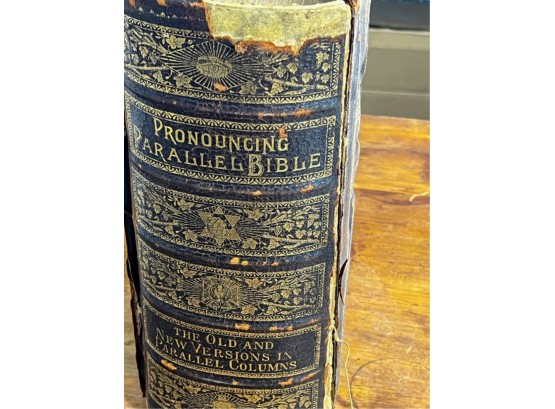 PRONOUNCING
PARALLEL BIBLE
THE OLD AND
NEW VERSIONS IN
PARALLEL COLUMNS